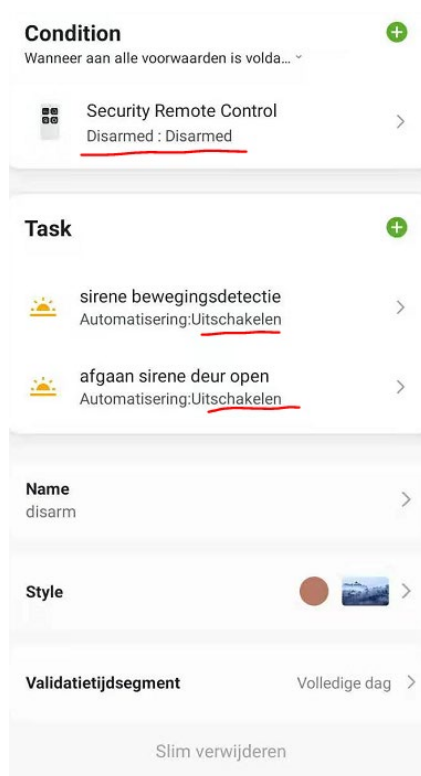 Condition
Wanneer aan alle voorwaarden is volda...
Security Remote Control
Disarmed : Disarmed
Task
sirene bewegingsdetectie
Automatisering:Uitschakelen
afgaan sirene deur open
Automatisering:Uitschakelen
Name
disarm
Style
Validatietijdsegment Volledige dag
Slim verwijderen